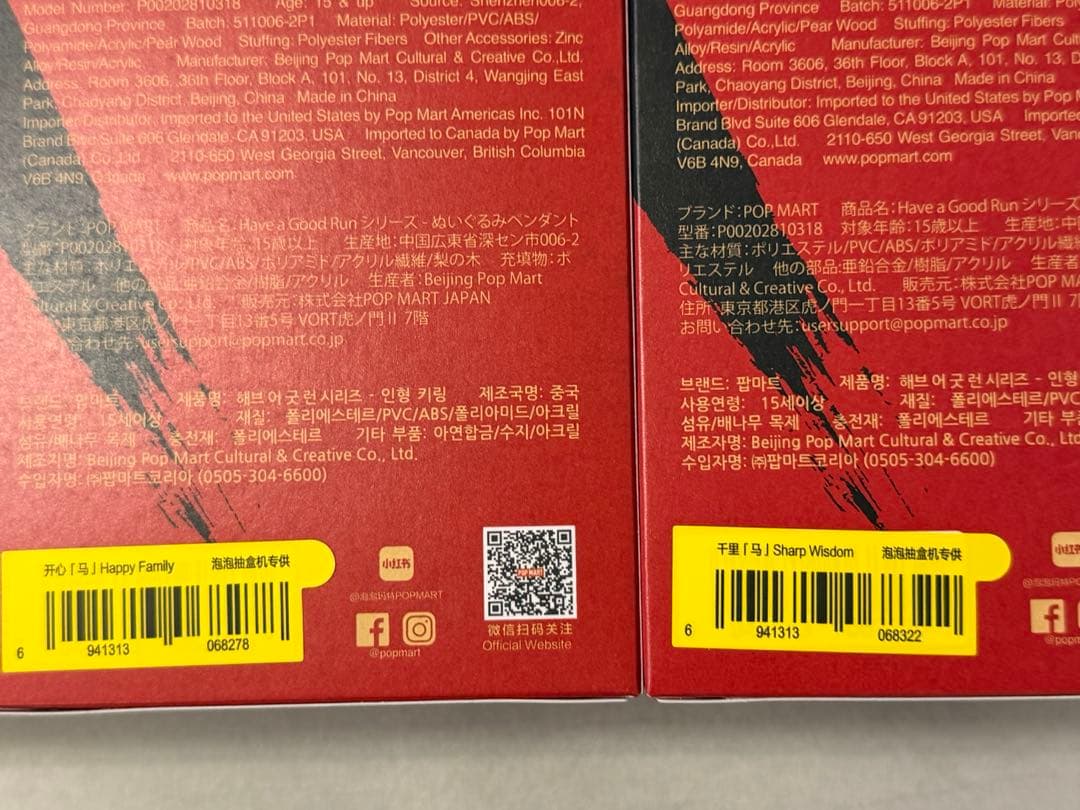 Model Number: P00202810318 Age: 15 & up Source: Shenzhen006-2,
Guangdong Province Batch: 511006-2P1 Material: Polyester/PVC/ABS/
Polyamide/Acrylic/Pear Wood Stuffing: Polyester Fibers Other Accessories: Zinc
Alloy/Resin/Acrylic Manufacturer: Beijing Pop Mart Cultural & Creative Co.,Ltd.
Address: Room 3606, 36th Floor, Block A, 101, No. 13, District 4, Wangjing East
Park, Chaoyang District, Beijing, China Made in China
Importer/Distributor: Imported to the United States by Pop Mart Americas Inc. 101N
Brand Blvd Suite 606 Glendale, CA 91203, USA Imported to Canada by Pop Mart
(Canada) Co.,Ltd. 2110-650 West Georgia Street, Vancouver, British Columbia
V6B 4N9, Canada www.popmart.com
ブランド:POP MART 商品名:Have a Good Run シリーズ - ぬいぐるみペンダント
型番:P00202810318 対象年齢:15歳以上 生産地:中国広東省深セン市006-2
主な材質:ポリエステル/PVC/ABS/ポリアミド/アクリル繊維/梨の木 充填物:ポ
リエステル 他の部品:亜鉛合金/樹脂/アクリル 生産者:Beijing Pop Mart
Cultural & Creative Co., Ltd. 販売元:株式会社POP MART JAPAN
東京都港区虎ノ門一丁目13番5号 VORT虎ノ門Ⅱ 7階
お問い合わせ先:usersupport@popmart.co.jp
브랜드: 팝마트 제품명: 해브 어 굿 런 시리즈 - 인형 키링 제조국명: 중국
사용연령: 15세이상 재질: 폴리에스테르/PVC/ABS/폴리아미드/아크릴
섬유/배나무 목제 충전재: 폴리에스테르 기타 부품: 아연합금/수지/아크릴
제조자명: Beijing Pop Mart Cultural & Creative Co., Ltd.
수입자명: ㈜팝마트코리아 (0505-304-6600)
开心「马」Happy Family 泡泡抽盒机专供
6 941313 068278
小红书
@泡泡玛特POPMART
@popmart
POP MART
微信扫码关注
Official Website
Guangdong Province Batch: 511006-2P1 Material:
Polyamide/Acrylic/Pear Wood Stuffing: Polyester Fibers
Alloy/Resin/Acrylic Manufacturer: Beijing Pop Mart Cultural
Address: Room 3606, 36th Floor, Block A, 101, No. 13, District 4,
Park, Chaoyang District, Beijing, China Made in China
Importer/Distributor: Imported to the United States by Pop
Brand Blvd Suite 606 Glendale, CA 91203, USA Imported
(Canada) Co.,Ltd. 2110-650 West Georgia Street, Vancouver,
V6B 4N9, Canada www.popmart.com
ブランド:POP MART 商品名:Have a Good Run シリーズ
型番:P00202810318 対象年齢:15歳以上 生産地:中
主な材質:ポリエステル/PVC/ABS/ポリアミド/アクリル繊維
リエステル 他の部品:亜鉛合金/樹脂/アクリル 生産者
Cultural & Creative Co., Ltd. 販売元:株式会社POP
住所:東京都港区虎ノ門一丁目13番5号 VORT虎ノ門Ⅱ 7
お問い合わせ先:usersupport@popmart.co.jp
브랜드: 팝마트 제품명: 해브 어 굿 런 시리즈 - 인형
사용연령: 15세이상 재질: 폴리에스테르/PVC
섬유/배나무 목제 충전재: 폴리에스테르 기타
제조자명: Beijing Pop Mart Cultural & Creative Co., Ltd
수입자명: ㈜팝마트코리아 (0505-304-6600)
千里「马」Sharp Wisdom 泡泡抽盒机专供
6 941313 068322
小红
@泡泡玛特
@popm